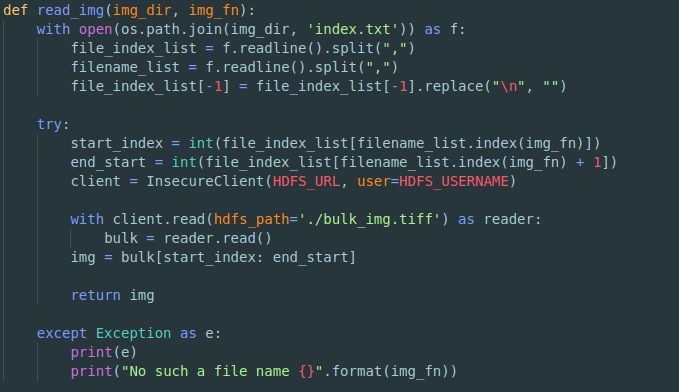 def read_img(img_dir, img_fn):
    with open(os.path.join(img_dir, 'index.txt')) as f:
        file_index_list = f.readline().split(",")
        filename_list = f.readline().split(",")
        file_index_list[-1] = file_index_list[-1].replace("\n", "")

    try:
        start_index = int(file_index_list[filename_list.index(img_fn)])
        end_start = int(file_index_list[filename_list.index(img_fn) + 1])
        client = InsecureClient(HDFS_URL, user=HDFS_USERNAME)

        with client.read(hdfs_path='./bulk_img.tiff') as reader:
            bulk = reader.read()
        img = bulk[start_index: end_start]

        return img

    except Exception as e:
        print(e)
        print("No such a file name {}".format(img_fn))